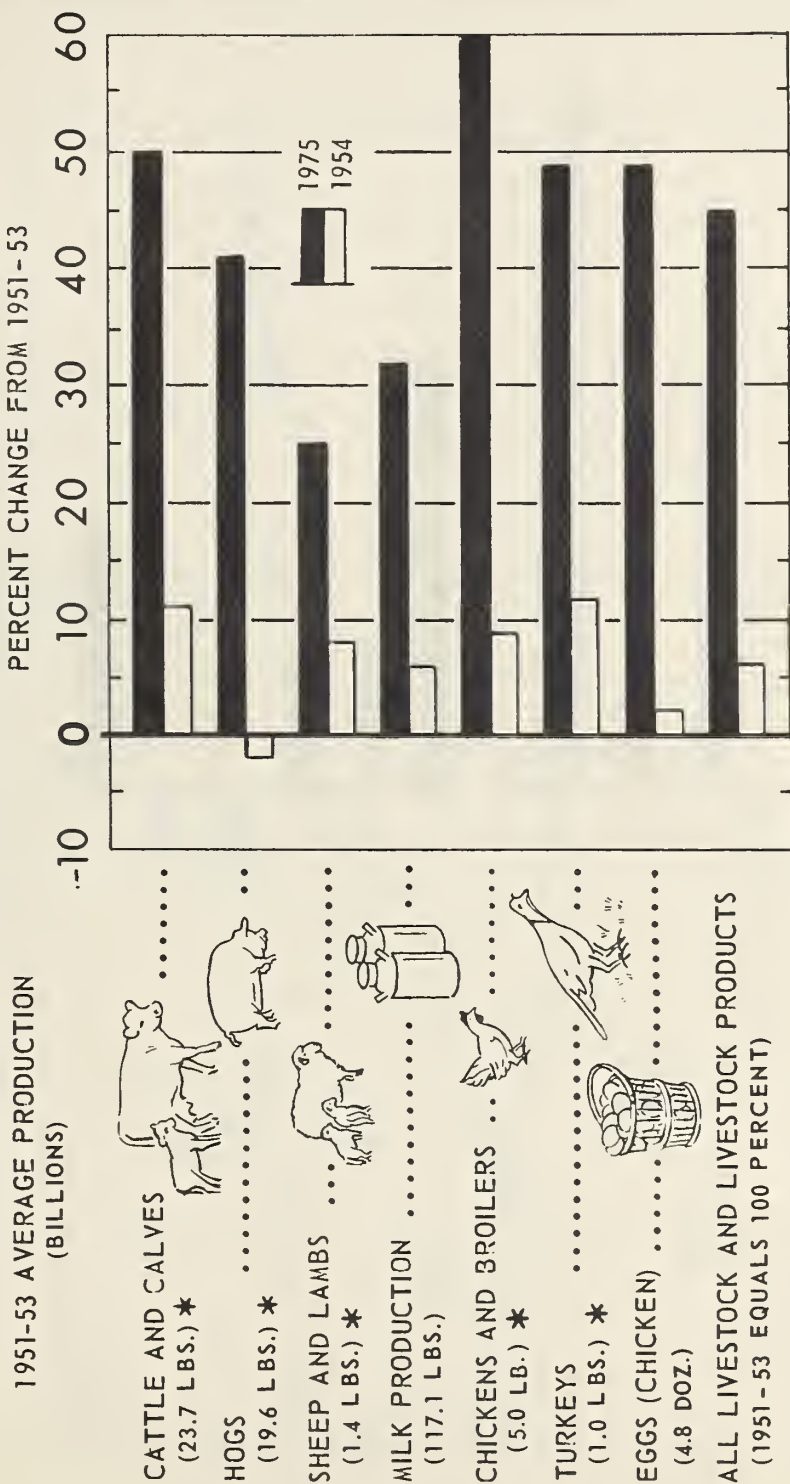 1951-53 AVERAGE PRODUCTION
(BILLIONS)
PERCENT CHANGE FROM 1951-53
-10 0 10 20 30 40 50 60
CATTLE AND CALVES
(23.7 LBS.) *
HOGS
(19.6 LBS.) *
SHEEP AND LAMBS
(1.4 LBS.) *
MILK PRODUCTION
(117.1 LBS.)
CHICKENS AND BROILERS
(5.0 LB.) *
TURKEYS
(1.0 LBS.) *
EGGS (CHICKEN)
(4.8 DOZ.)
ALL LIVESTOCK AND LIVESTOCK PRODUCTS
(1951-53 EQUALS 100 PERCENT)
1975
1954